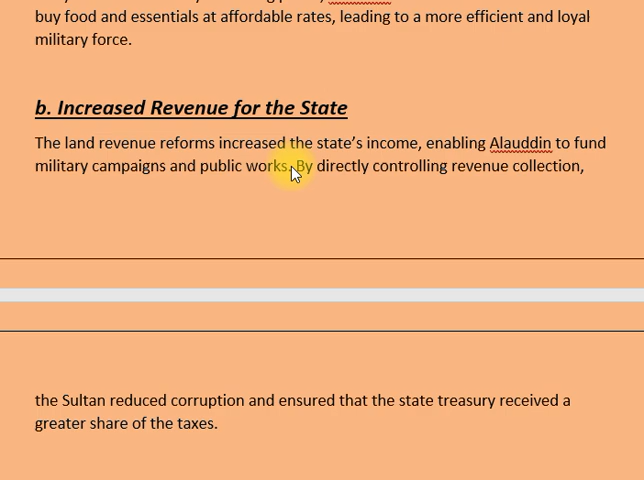 buy food and essentials at affordable rates, leading to a more efficient and loyal
military force.
b. Increased Revenue for the State
The land revenue reforms increased the state’s income, enabling Alauddin to fund
military campaigns and public works. By directly controlling revenue collection,
the Sultan reduced corruption and ensured that the state treasury received a
greater share of the taxes.